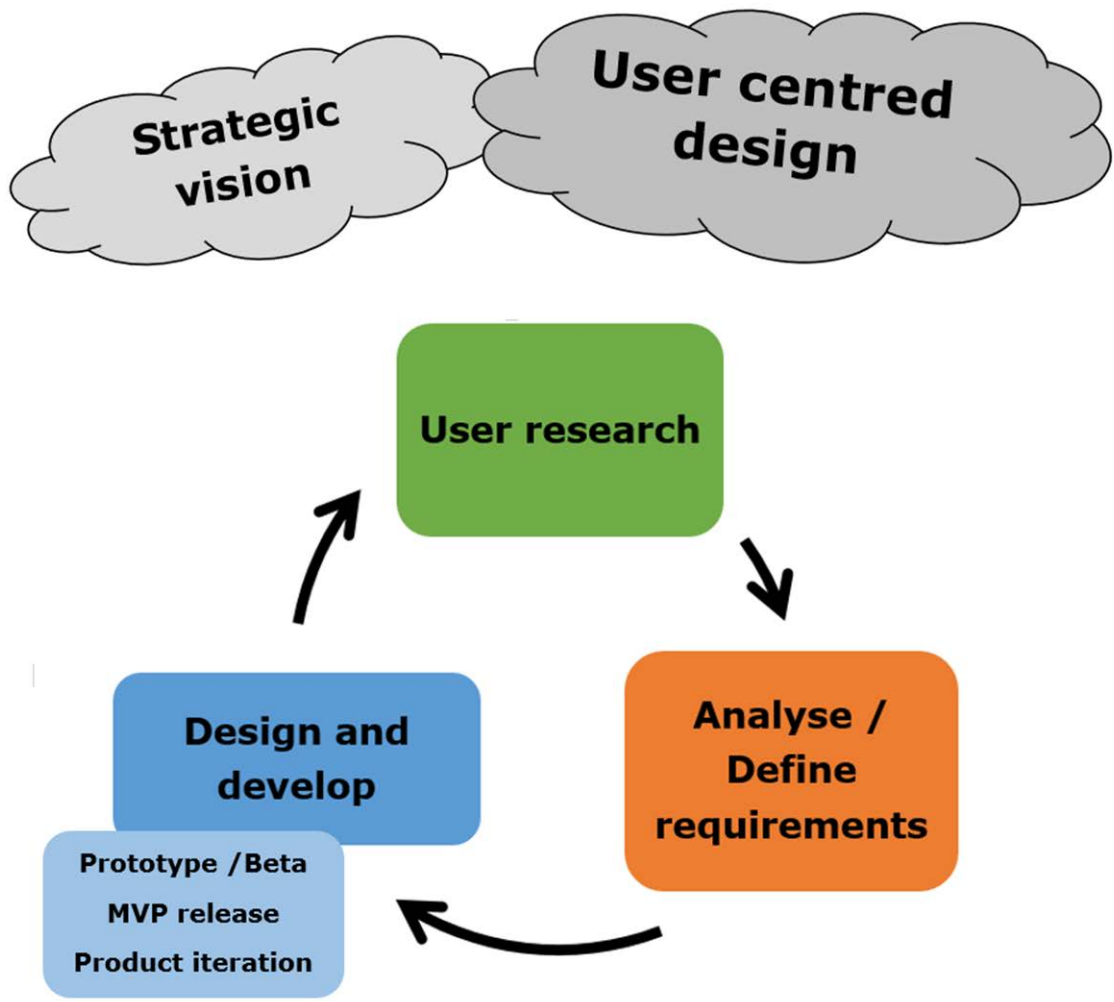 Strategic
vision
User centred
design
User research
Analyse /
Define
requirements
Design and
develop
Prototype /Beta
MVP release
Product iteration